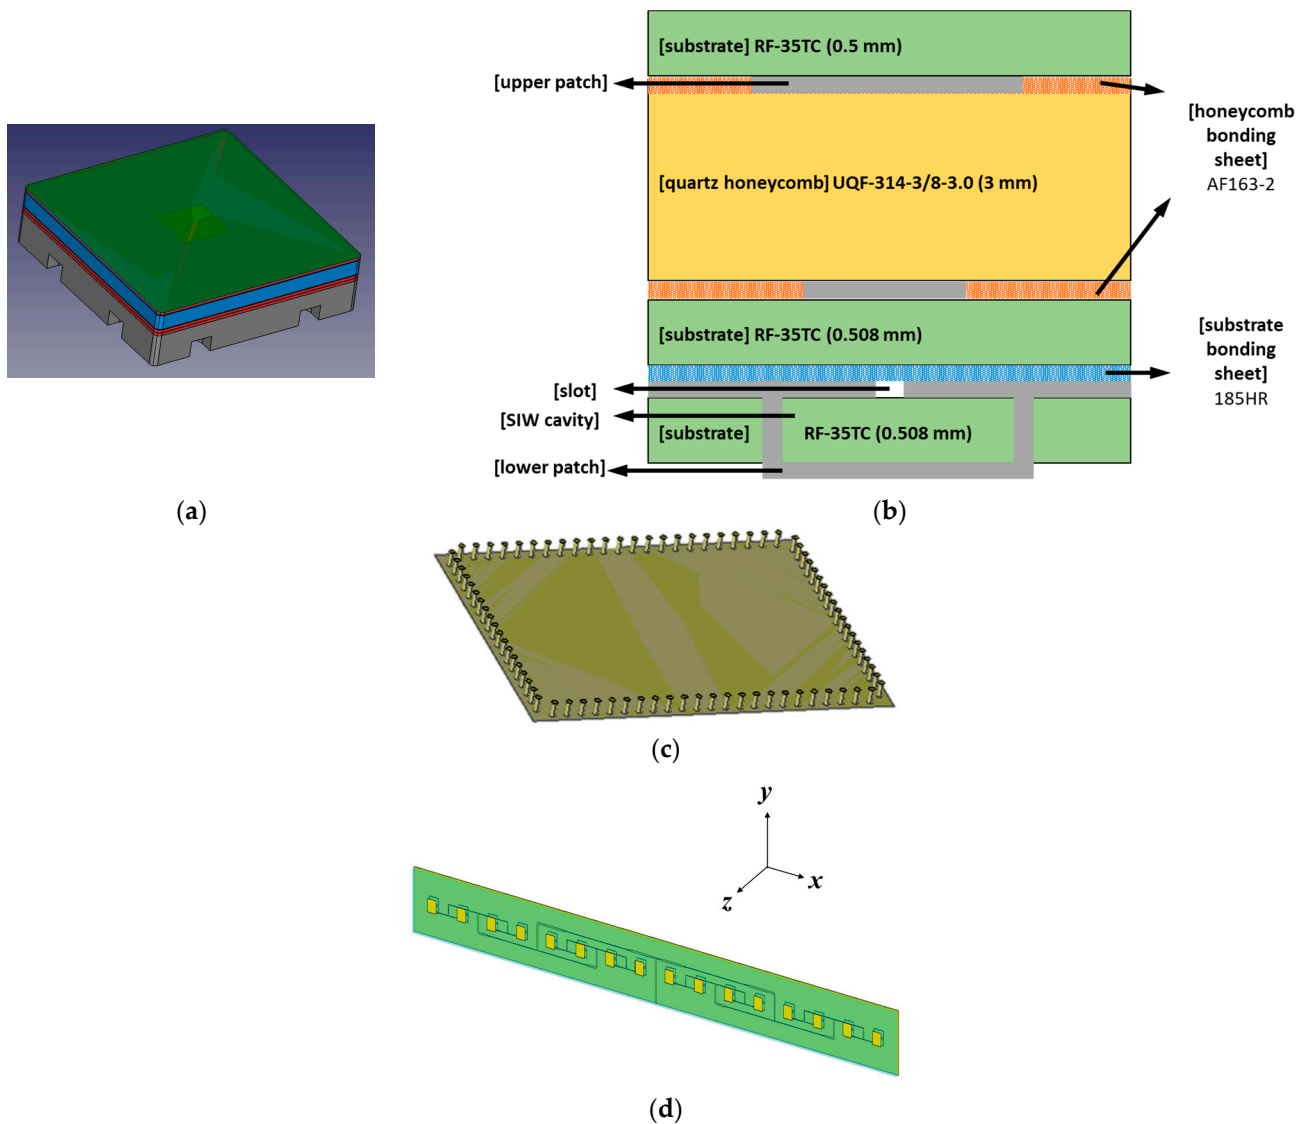 [substrate] RF-35TC (0.5 mm)
[upper patch]
[honeycomb
bonding
sheet]
AF163-2
[quartz honeycomb] UQF-314-3/8-3.0 (3 mm)
[substrate] RF-35TC (0.508 mm)
[substrate
bonding
sheet]
185HR
[slot]
[SIW cavity]
[substrate] RF-35TC (0.508 mm)
[lower patch]
(a)
(b)
(c)
y
x
z
(d)